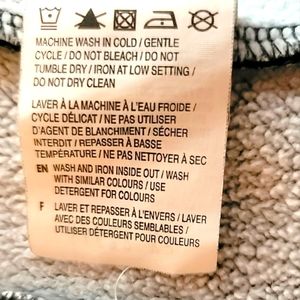 MACHINE WASH IN COLD / GENTLE
CYCLE / DO NOT BLEACH / DO NOT
TUMBLE DRY / IRON AT LOW SETTING /
DO NOT DRY CLEAN
LAVER À LA MACHINE À L'EAU FROIDE /
CYCLE DÉLICAT / NE PAS UTILISER
D'AGENT DE BLANCHIMENT / SÉCHER
INTERDIT / REPASSER À BASSE
TEMPÉRATURE / NE PAS NETTOYER À SEC
EN WASH AND IRON INSIDE OUT / WASH
WITH SIMILAR COLOURS / USE
DETERGENT FOR COLOURS
F LAVER ET REPASSER À L'ENVERS / LAVER
AVEC DES COULEURS SEMBLABLES /
UTILISER DÉTERGENT POUR COULEURS